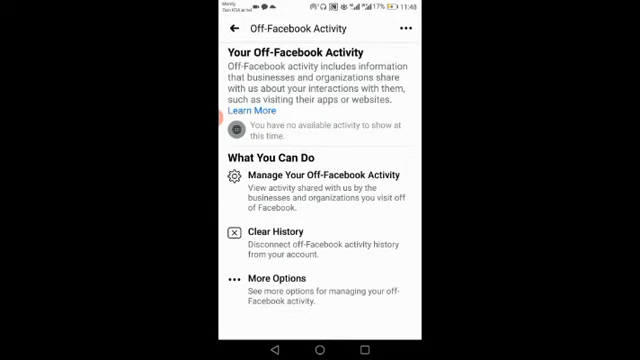 17% 11:48
Off-Facebook Activity
Your Off-Facebook Activity
Off-Facebook activity includes information
that businesses and organizations share
with us about your interactions with them,
such as visiting their apps or websites.
Learn More
You have no available activity to show at
this time.
What You Can Do
Manage Your Off-Facebook Activity
View activity shared with us by the
businesses and organizations you visit off
of Facebook.
Clear History
Disconnect off-Facebook activity history
from your account.
More Options
See more options for managing your off-
Facebook activity.